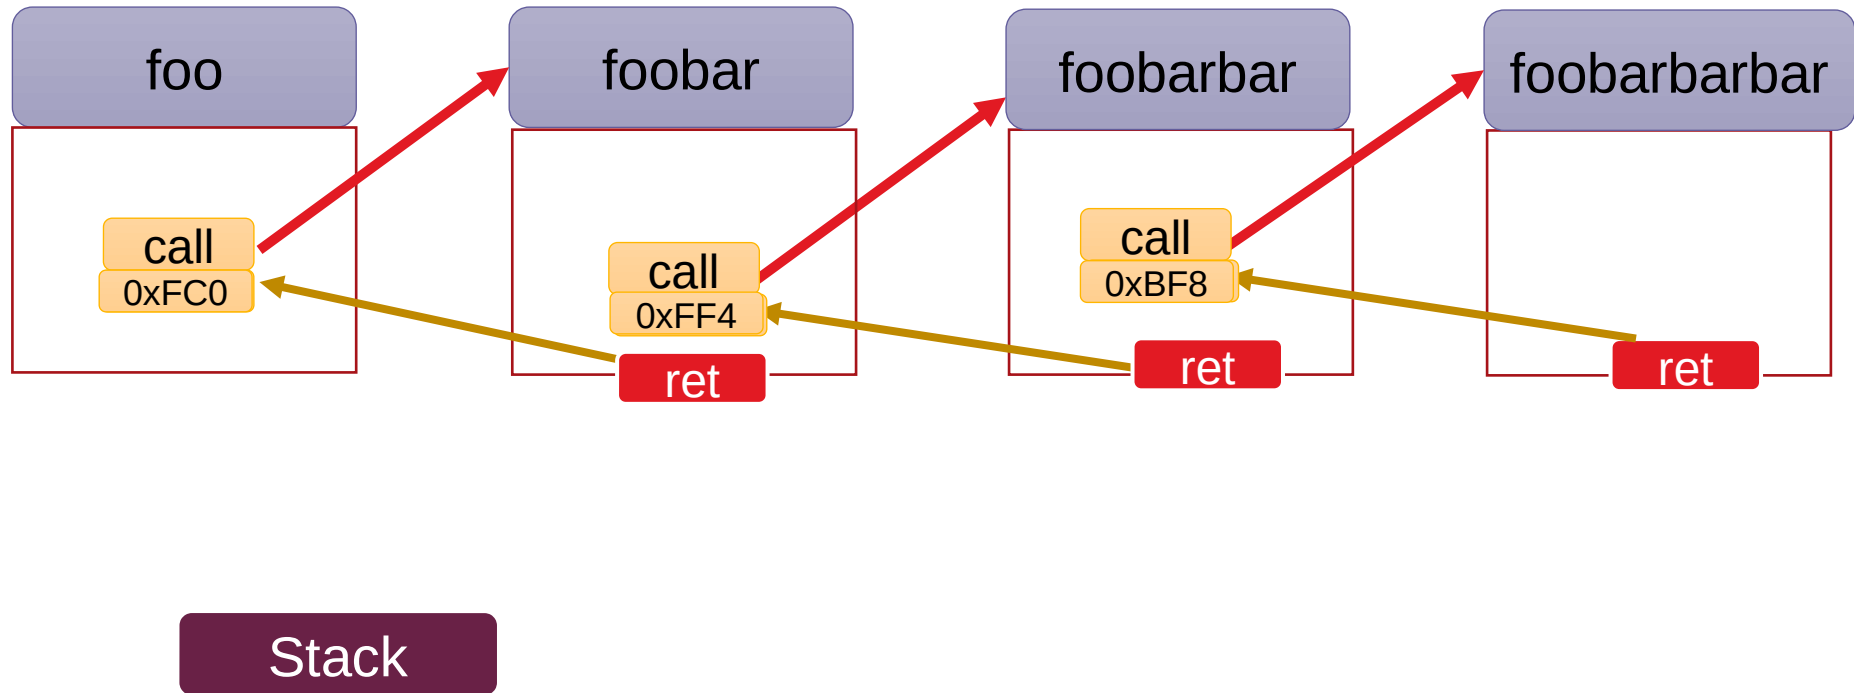 foo
foobar
foobarbar
foobarbarbar
call
0xFC0
call
0xFF4
ret
call
0xBF8
ret
ret
Stack